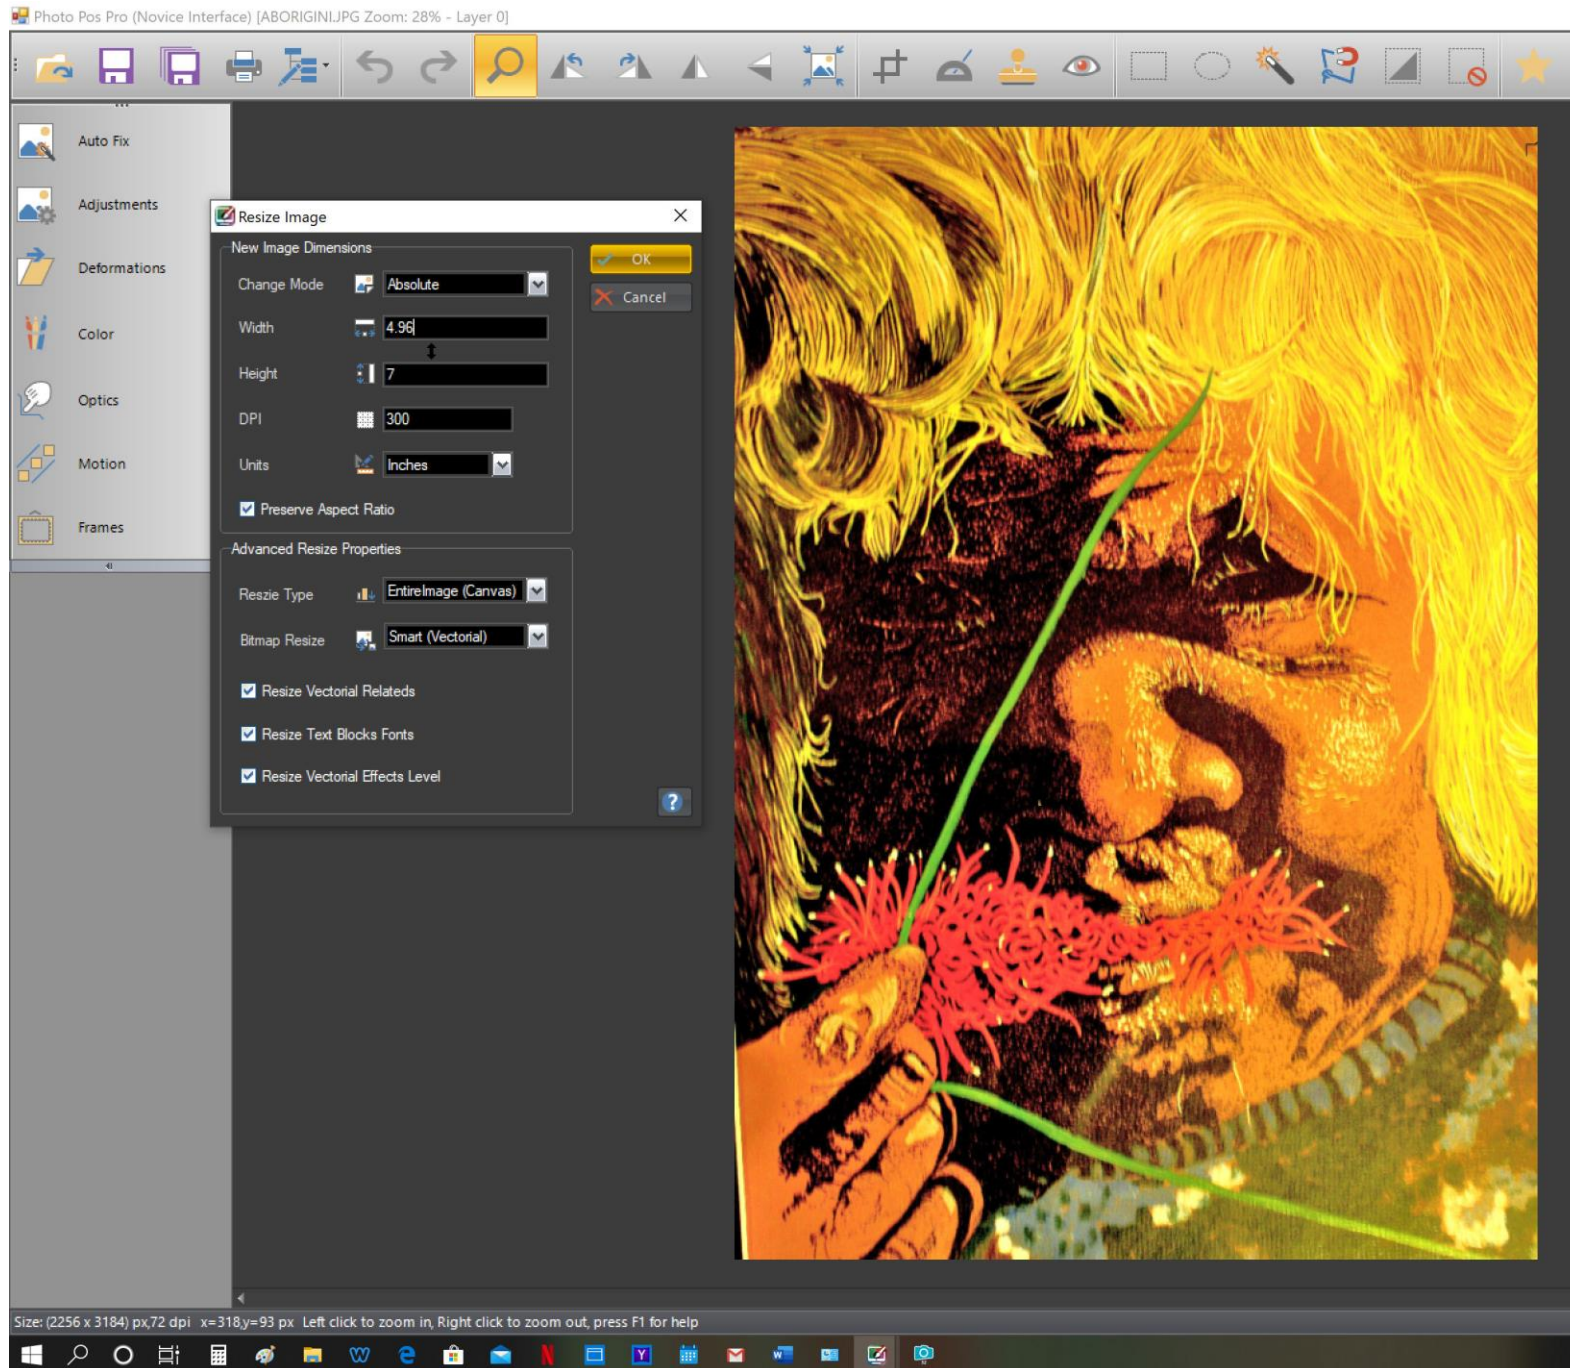 Photo Pos Pro (Novice Interface) [ABORIGINI.JPG Zoom: 28% - Layer 0]
Auto Fix
Adjustments
Deformations
Color
Optics
Motion
Frames
Resize Image
New Image Dimensions
Change Mode Absolute
Width 4.96
Height 7
DPI 300
Units Inches
Preserve Aspect Ratio
OK
Cancel
Advanced Resize Properties
Reszie Type EntireImage (Canvas)
Bitmap Resize Smart (Vectorial)
Resize Vectorial Relateds
Resize Text Blocks Fonts
Resize Vectorial Effects Level
?
Size: (2256 x 3184) px,72 dpi x=318,y=93 px Left click to zoom in, Right click to zoom out, press F1 for help